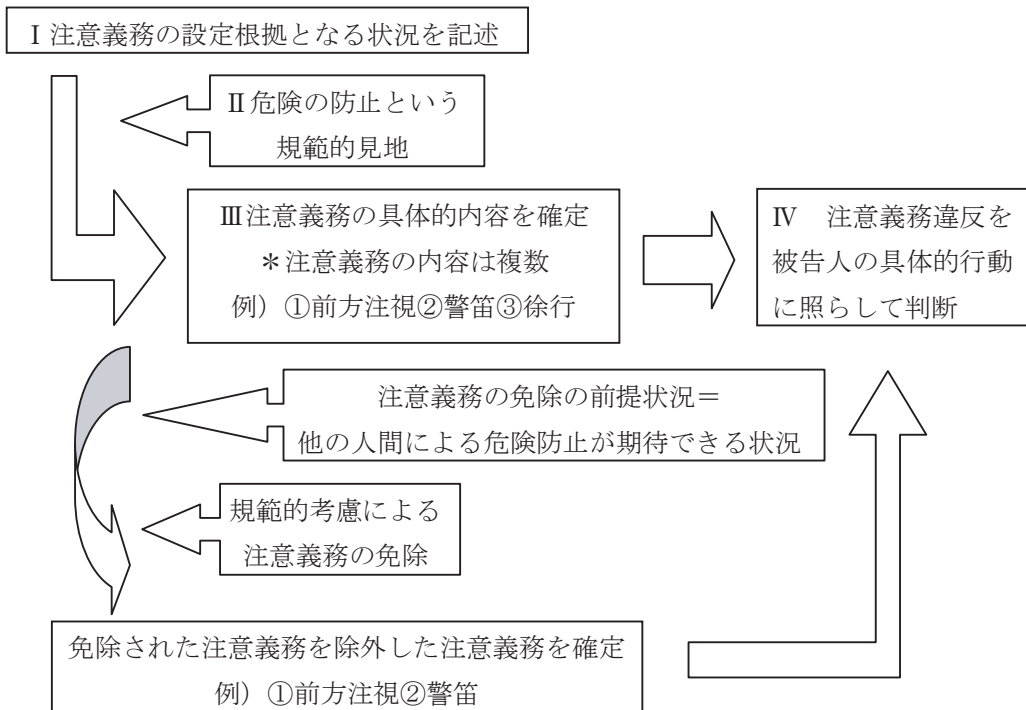 Ⅰ注意義務の設定根拠となる状況を記述
Ⅱ危険の防止という
規範的見地
Ⅲ注意義務の具体的内容を確定
＊注意義務の内容は複数
例）①前方注視②警笛③徐行
Ⅳ　注意義務違反を
被告人の具体的行動
に照らして判断
注意義務の免除の前提状況＝
他の人間による危険防止が期待できる状況
規範的考慮による
注意義務の免除
免除された注意義務を除外した注意義務を確定
例）①前方注視②警笛